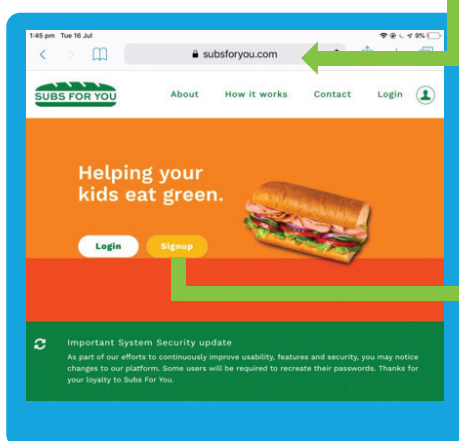 1:45 pm Tue 16 Jul 9%
subsforyou.com
SUBS FOR YOU About How it works Contact Login
Helping your
kids eat green.
Login Signup
Important System Security update
As part of our efforts to continuously improve usability, features and security, you may notice
changes to our platform. Some users will be required to recreate their passwords. Thanks for
your loyalty to Subs For You.